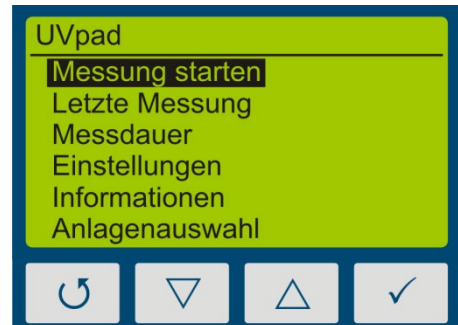 UVpad
Messung starten
Letzte Messung
Messdauer
Einstellungen
Informationen
Anlagenauswahl